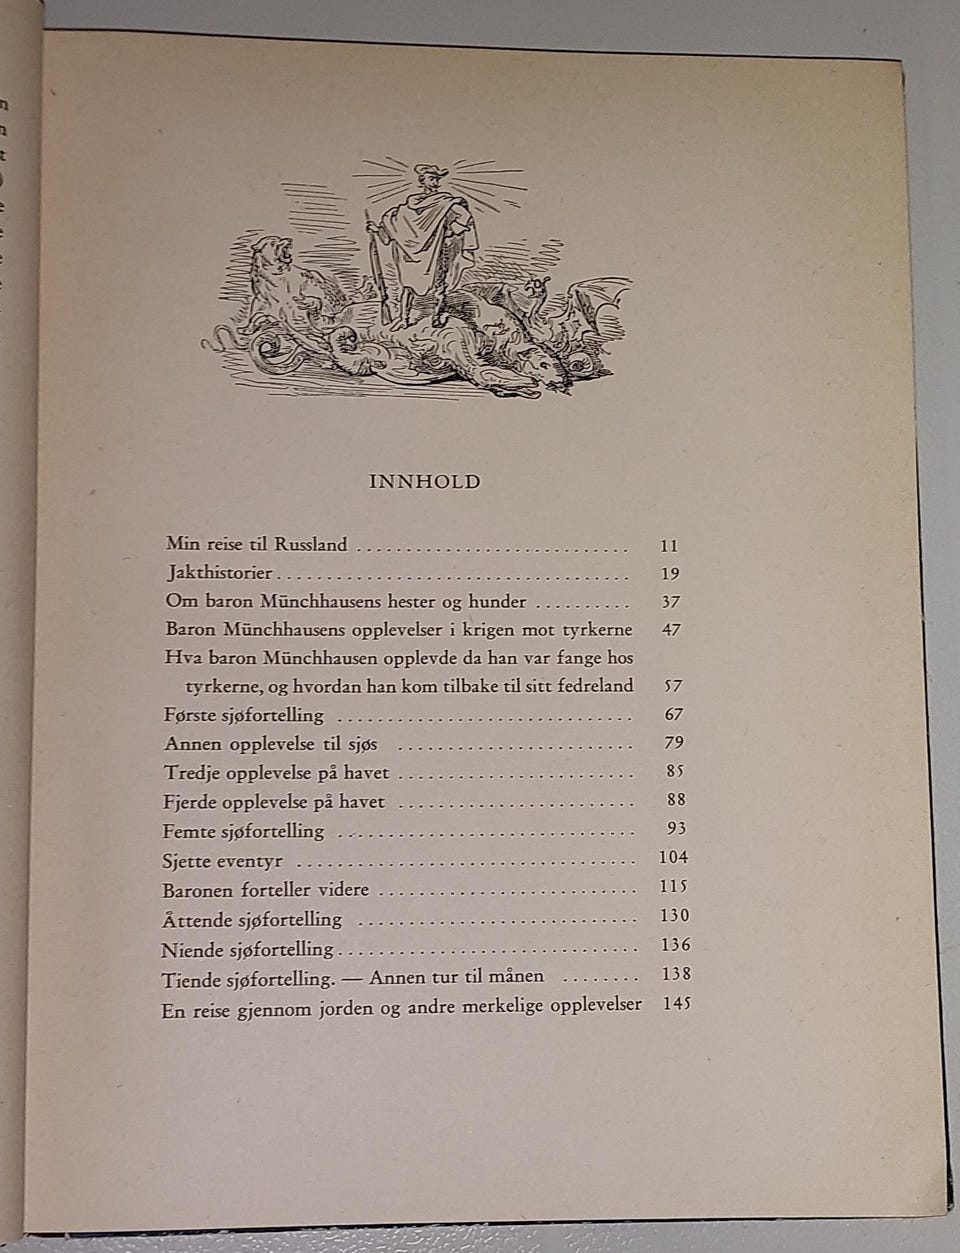 INNHOLD
Min reise til Russland ........................... 11
Jakthistorier.................................... 19
Om baron Münchhausens hester og hunder .......... 37
Baron Münchhausens opplevelser i krigen mot tyrkerne 47
Hva baron Münchhausen opplevde da han var fange hos
tyrkerne, og hvordan han kom tilbake til sitt fedreland 57
Første sjøfortelling .............................. 67
Annen opplevelse til sjøs ........................ 79
Tredje opplevelse på havet ........................ 85
Fjerde opplevelse på havet ........................ 88
Femte sjøfortelling .............................. 93
Sjette eventyr .................................. 104
Baronen forteller videre .......................... 115
Åttende sjøfortelling ............................ 130
Niende sjøfortelling.............................. 136
Tiende sjøfortelling. — Annen tur til månen ........ 138
En reise gjennom jorden og andre merkelige opplevelser 145